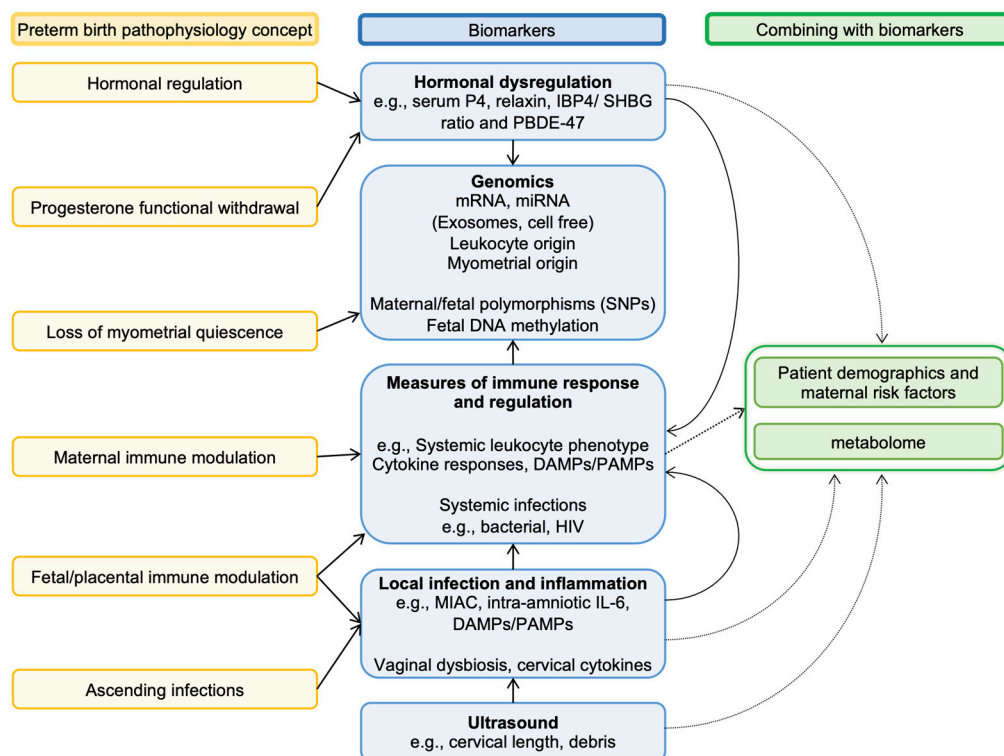 Preterm birth pathophysiology concept
Biomarkers
Combining with biomarkers
Hormonal regulation
Progesterone functional withdrawal
Loss of myometrial quiescence
Maternal immune modulation
Fetal/placental immune modulation
Ascending infections
Hormonal dysregulation
e.g., serum P4, relaxin, IBP4/ SHBG
ratio and PBDE-47
Genomics
mRNA, miRNA
(Exosomes, cell free)
Leukocyte origin
Myometrial origin
Maternal/fetal polymorphisms (SNPs)
Fetal DNA methylation
Measures of immune response
and regulation
e.g., Systemic leukocyte phenotype
Cytokine responses, DAMPs/PAMPs
Systemic infections
e.g., bacterial, HIV
Local infection and inflammation
e.g., MIAC, intra-amniotic IL-6,
DAMPs/PAMPs
Vaginal dysbiosis, cervical cytokines
Ultrasound
e.g., cervical length, debris
Patient demographics and
maternal risk factors
metabolome